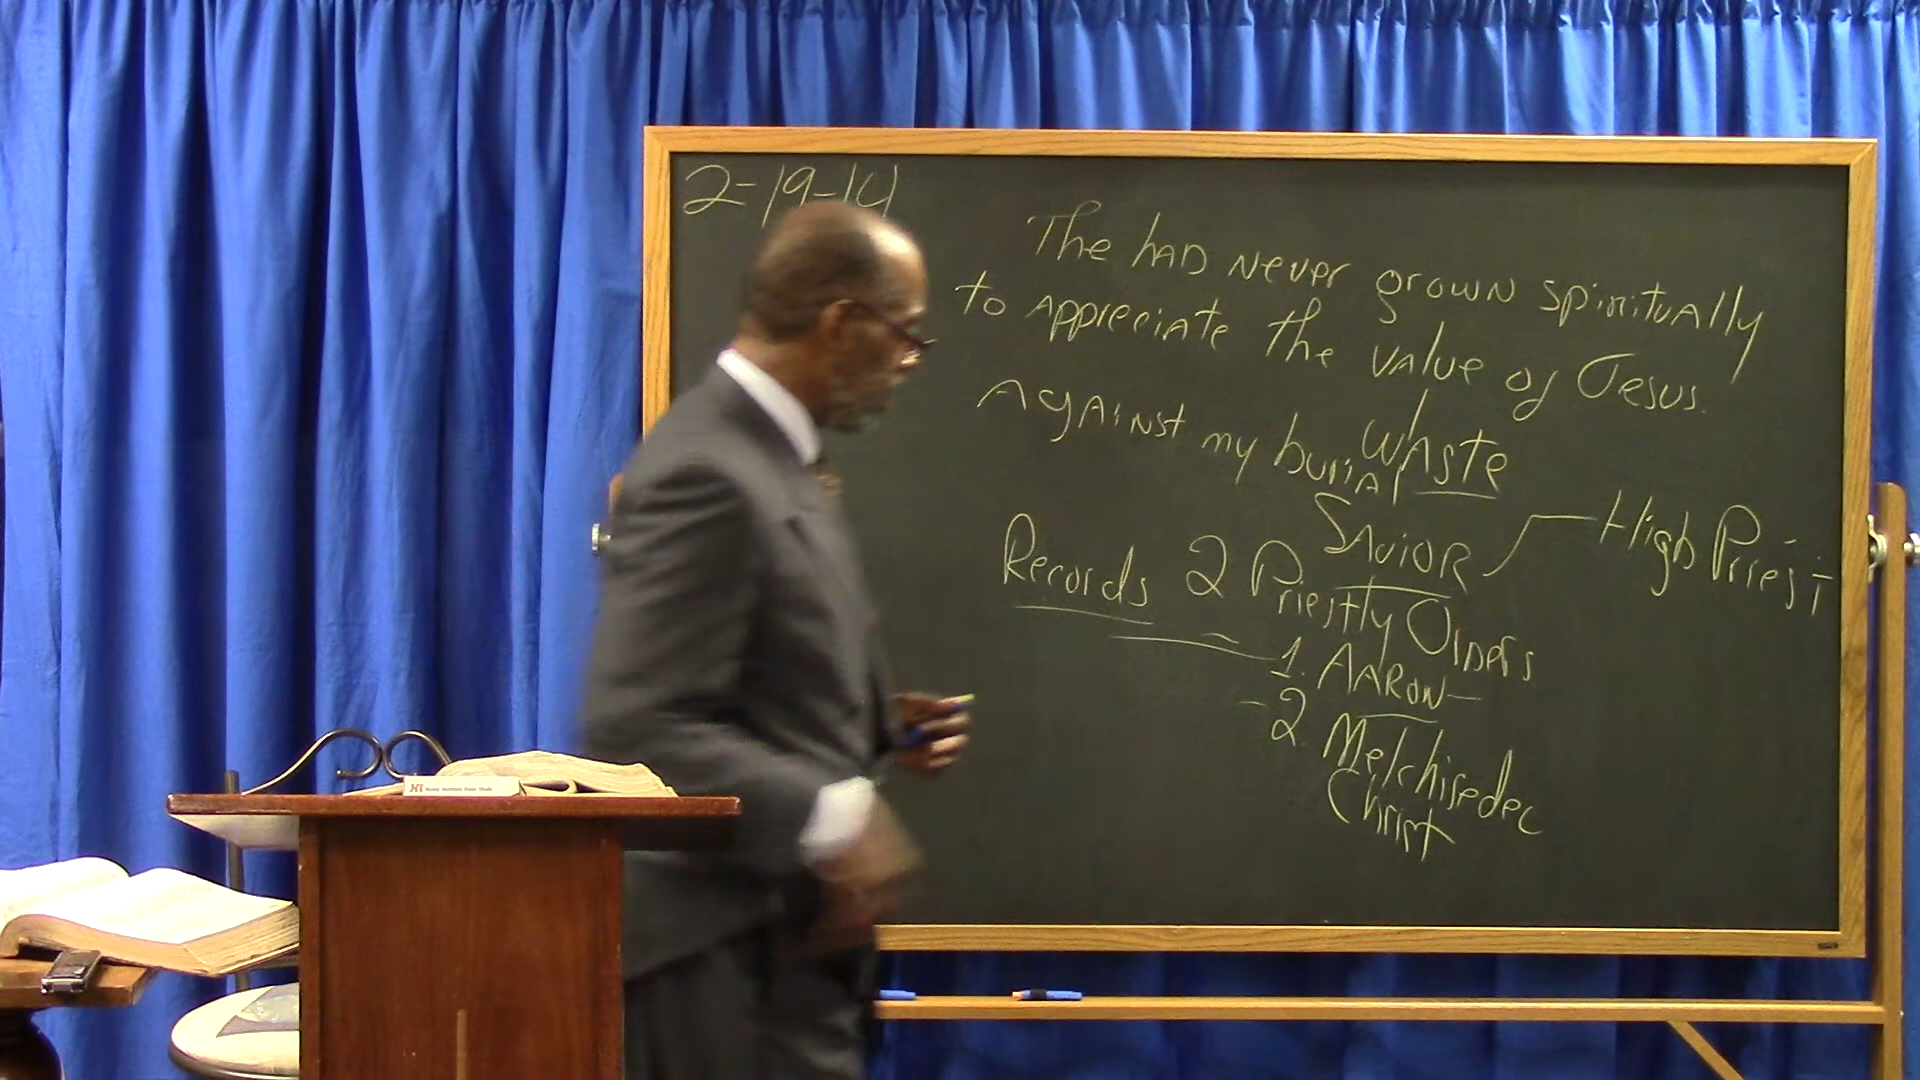 2-19-14
The had never grown spiritually
to appreciate the value of Jesus.
against my burial waste
Savior High Priest
Records 2 Priestly Orders
1. Aaron
2. Melchisedec
Christ